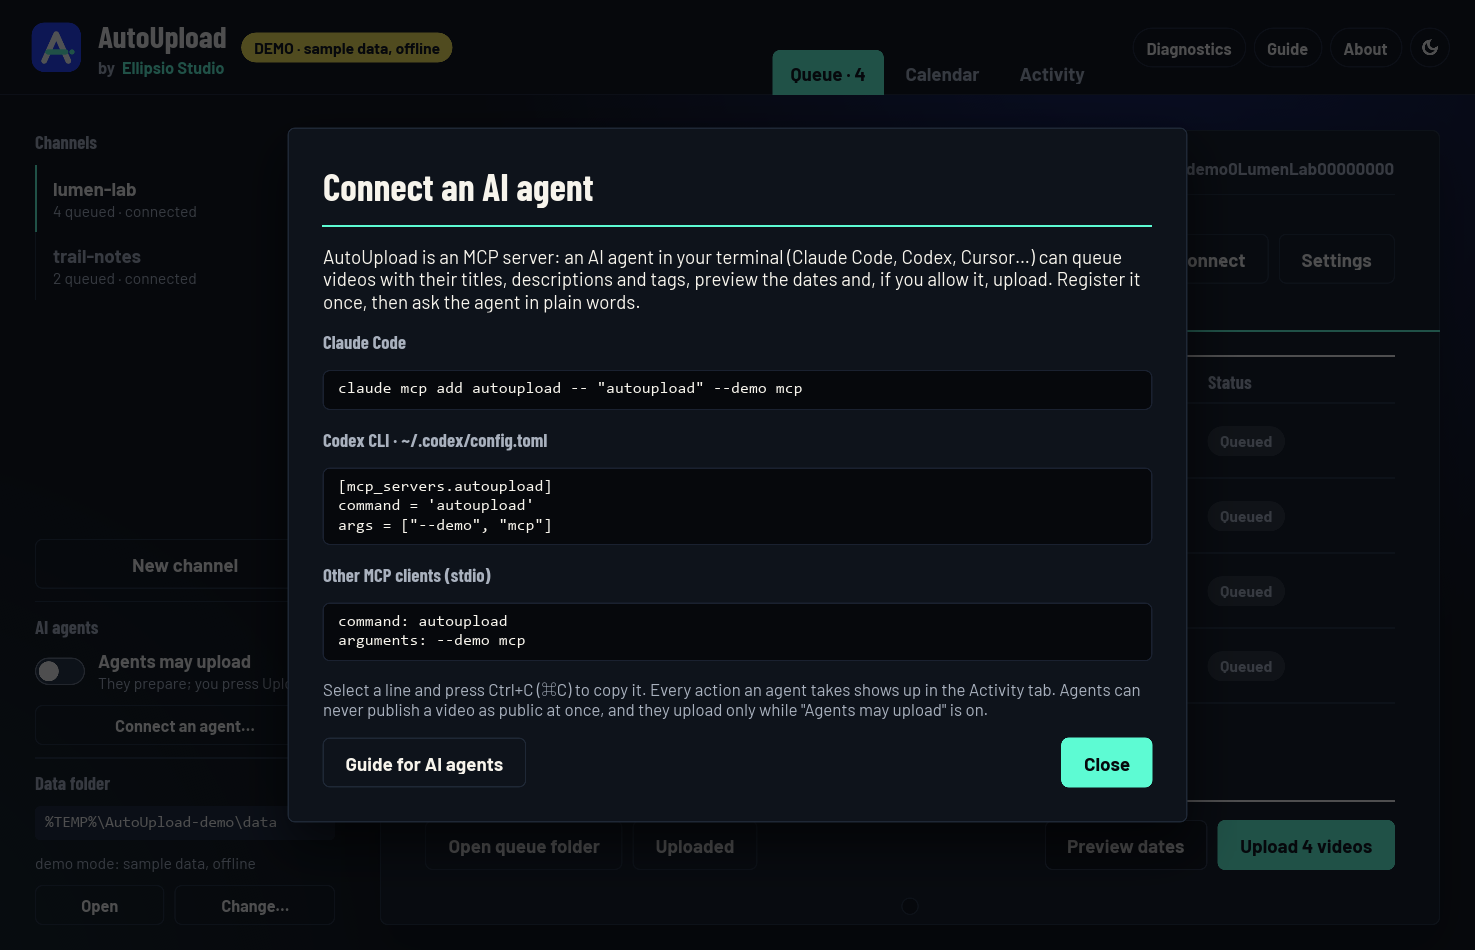 AutoUpload
by Ellipsio Studio
DEMO · sample data, offline
Queue · 4
Calendar
Activity
Diagnostics
Guide
About
Channels
lumen-lab
4 queued · connected
trail-notes
2 queued · connected
New channel
AI agents
Agents may upload
They prepare; you press Uplo
Connect an agent...
Data folder
%TEMP%\AutoUpload-demo\data
demo mode: sample data, offline
Open
Change...
Connect an AI agent
AutoUpload is an MCP server: an AI agent in your terminal (Claude Code, Codex, Cursor...) can queue
videos with their titles, descriptions and tags, preview the dates and, if you allow it, upload. Register it
once, then ask the agent in plain words.
Claude Code
claude mcp add autoupload -- "autoupload" --demo mcp
Codex CLI · ~/.codex/config.toml
[mcp_servers.autoupload]
command = 'autoupload'
args = ["--demo", "mcp"]
Other MCP clients (stdio)
command: autoupload
arguments: --demo mcp
Select a line and press Ctrl+C (⌘C) to copy it. Every action an agent takes shows up in the Activity tab. Agents can
never publish a video as public at once, and they upload only while "Agents may upload" is on.
Guide for AI agents
Close
demo0LumenLab00000000
onnect
Settings
Status
Queued
Queued
Queued
Queued
Open queue folder
Uploaded
Preview dates
Upload 4 videos